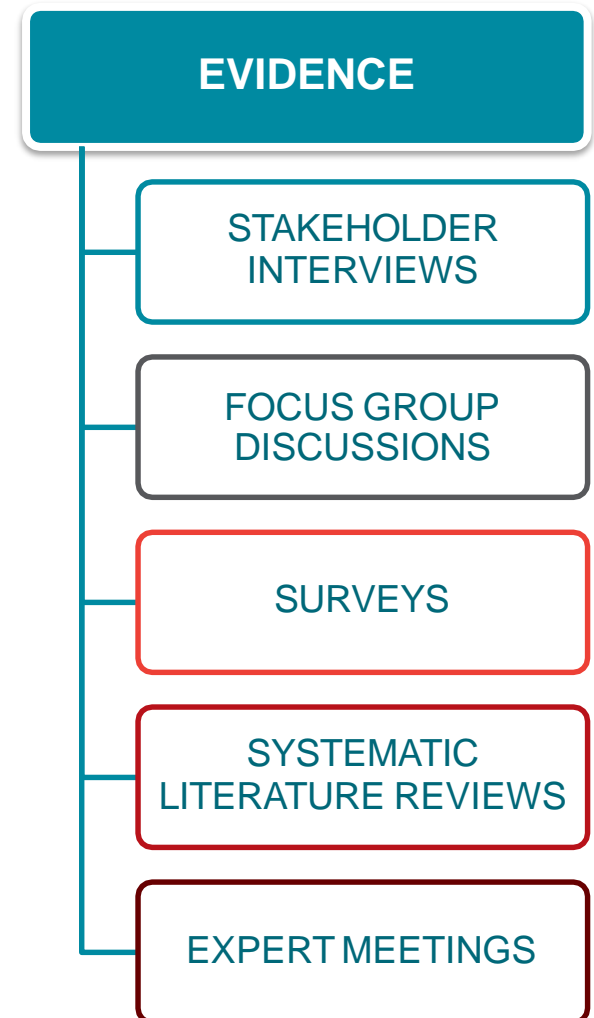 EVIDENCE
STAKEHOLDER
INTERVIEWS
FOCUS GROUP
DISCUSSIONS
SURVEYS
SYSTEMATIC
LITERATURE REVIEWS
EXPERT MEETINGS